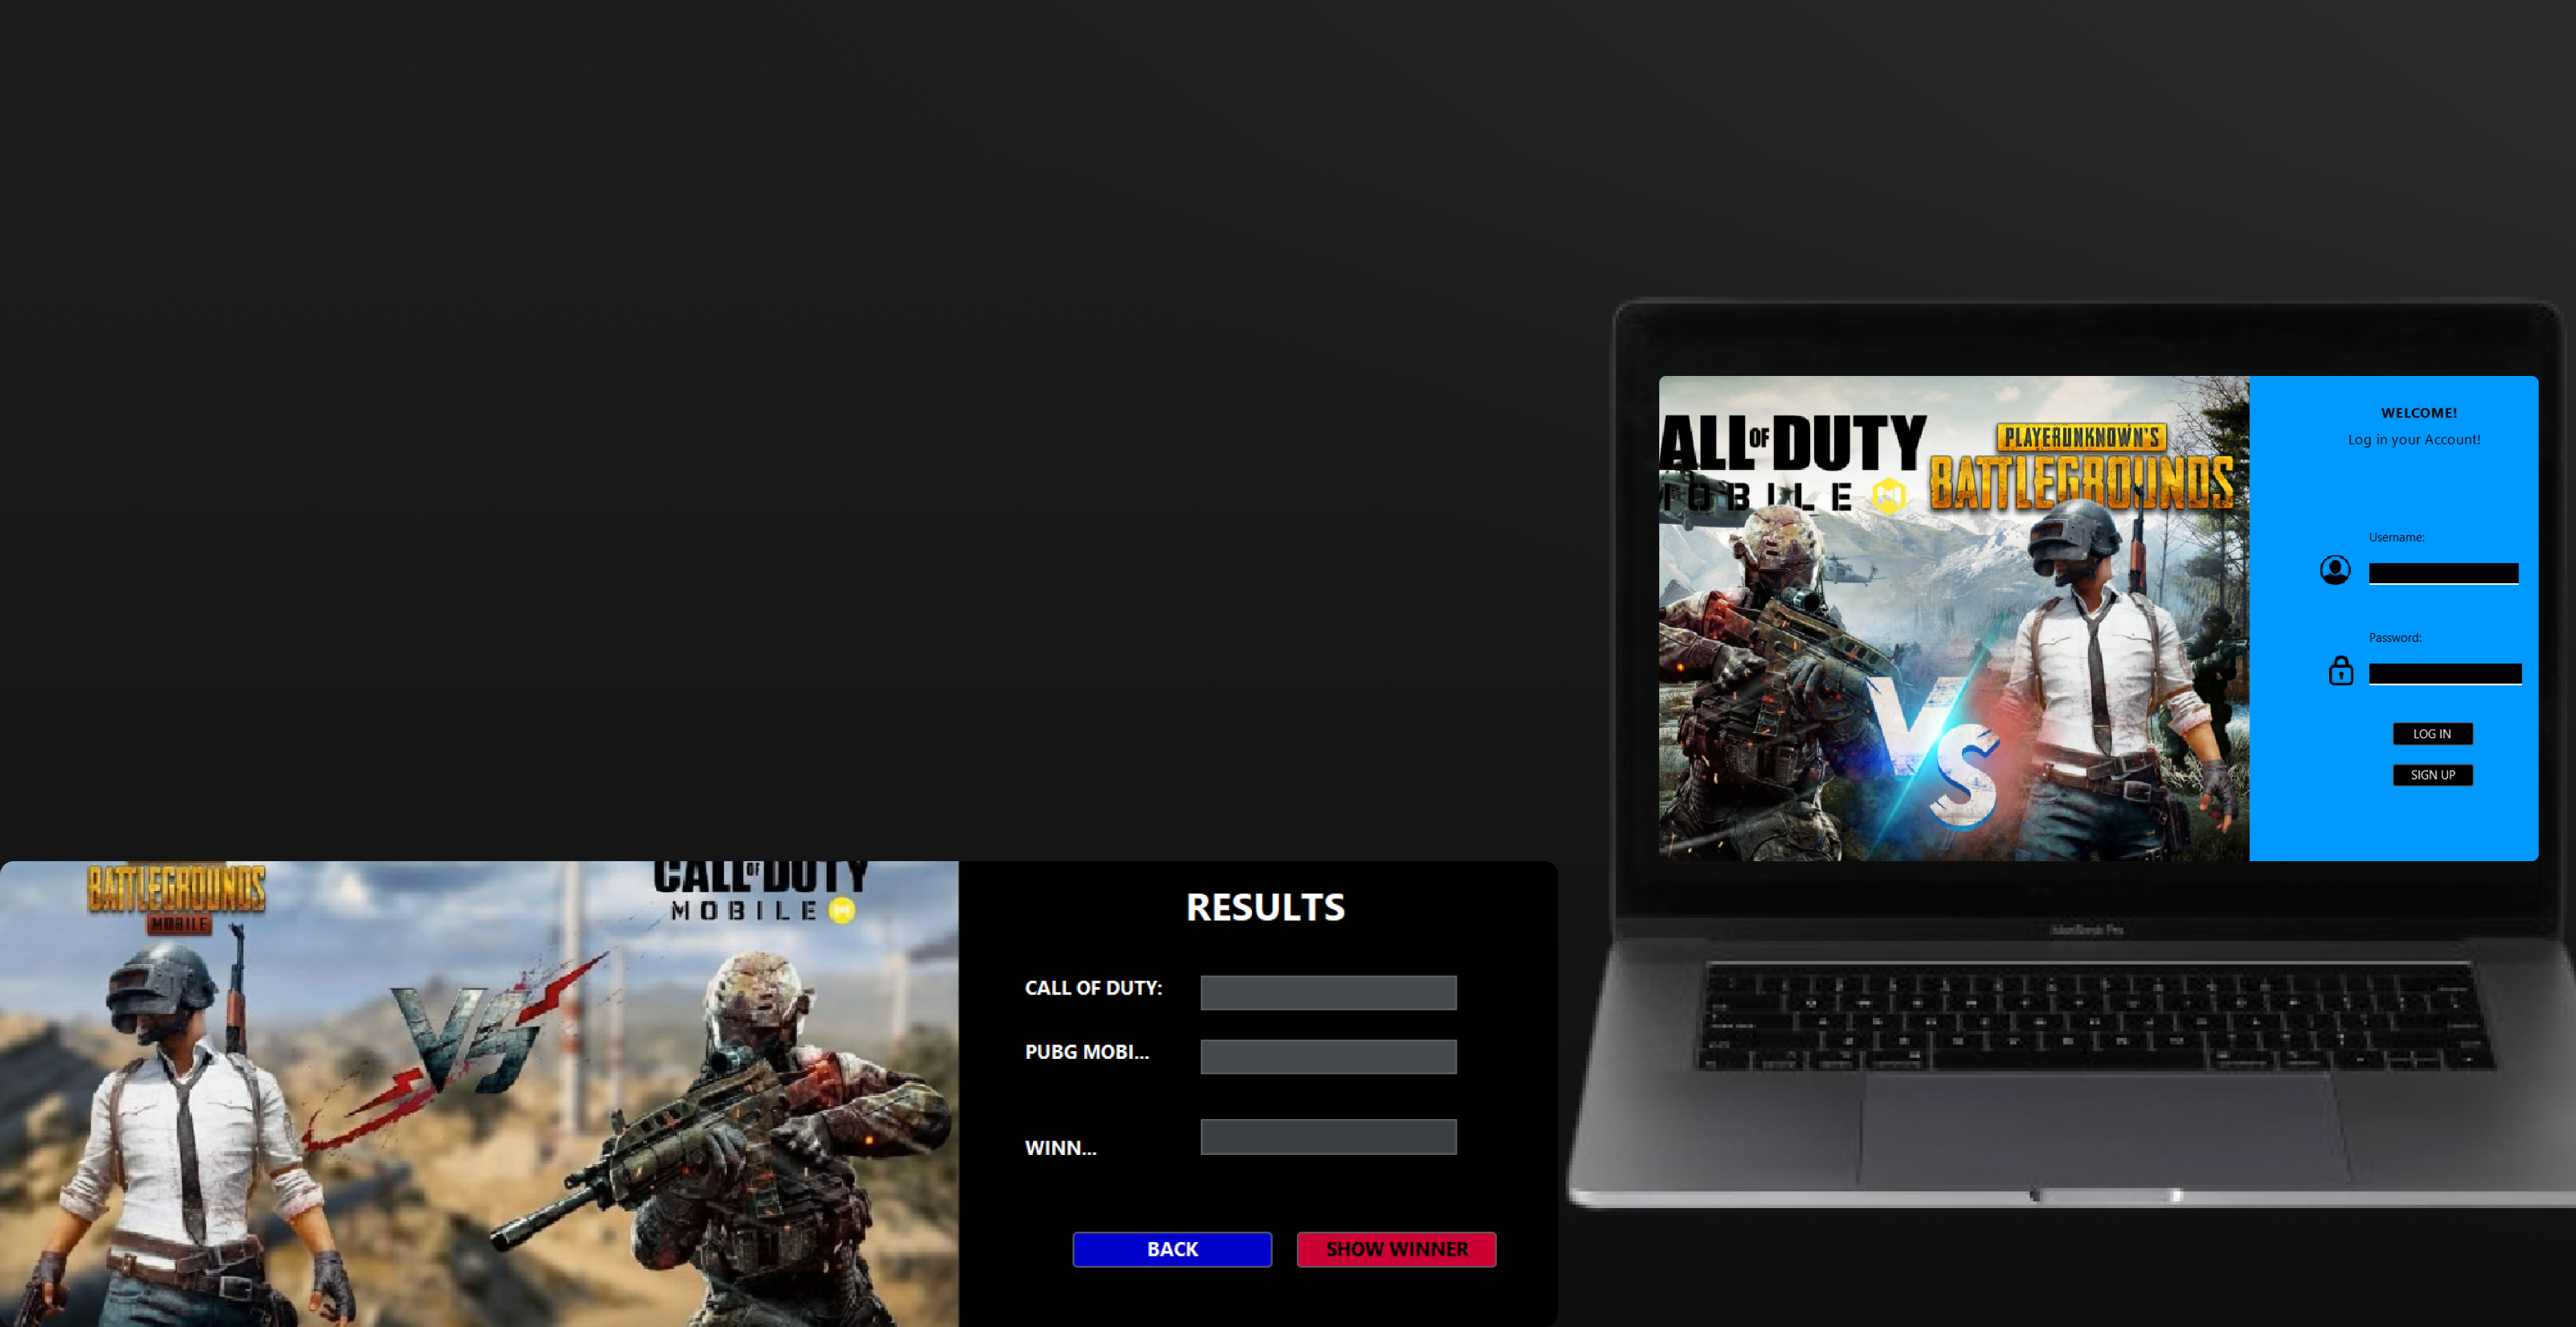 ALL OF DUTY
MOBILE
PLAYERUNKNOWN'S
BATTLEGROUNDS
VS
WELCOME!
Log in your Account!
Username:
Password:
LOG IN
SIGN UP
MacBook Pro
BATTLEGROUNDS
MOBILE
CALL OF DUTY
MOBILE
VS
RESULTS
CALL OF DUTY:
PUBG MOBI...
WINN...
BACK
SHOW WINNER